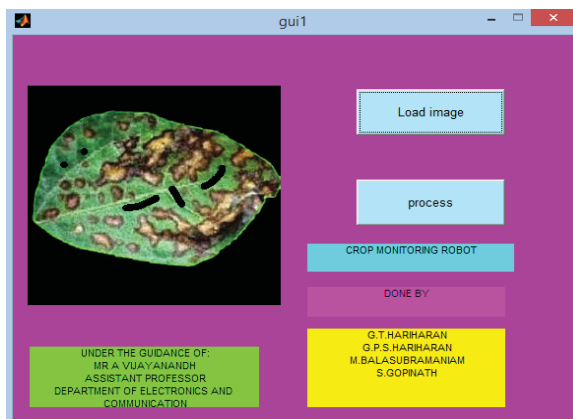 gui1
Load image
process
CROP MONITORING ROBOT
DONE BY
G.T.HARIHARAN
G.P.S.HARIHARAN
M.BALASUBRAMANIAM
S.GOPINATH
UNDER THE GUIDANCE OF:
MR A VIJAYANANDH
ASSISTANT PROFESSOR
DEPARTMENT OF ELECTRONICS AND
COMMUNICATION